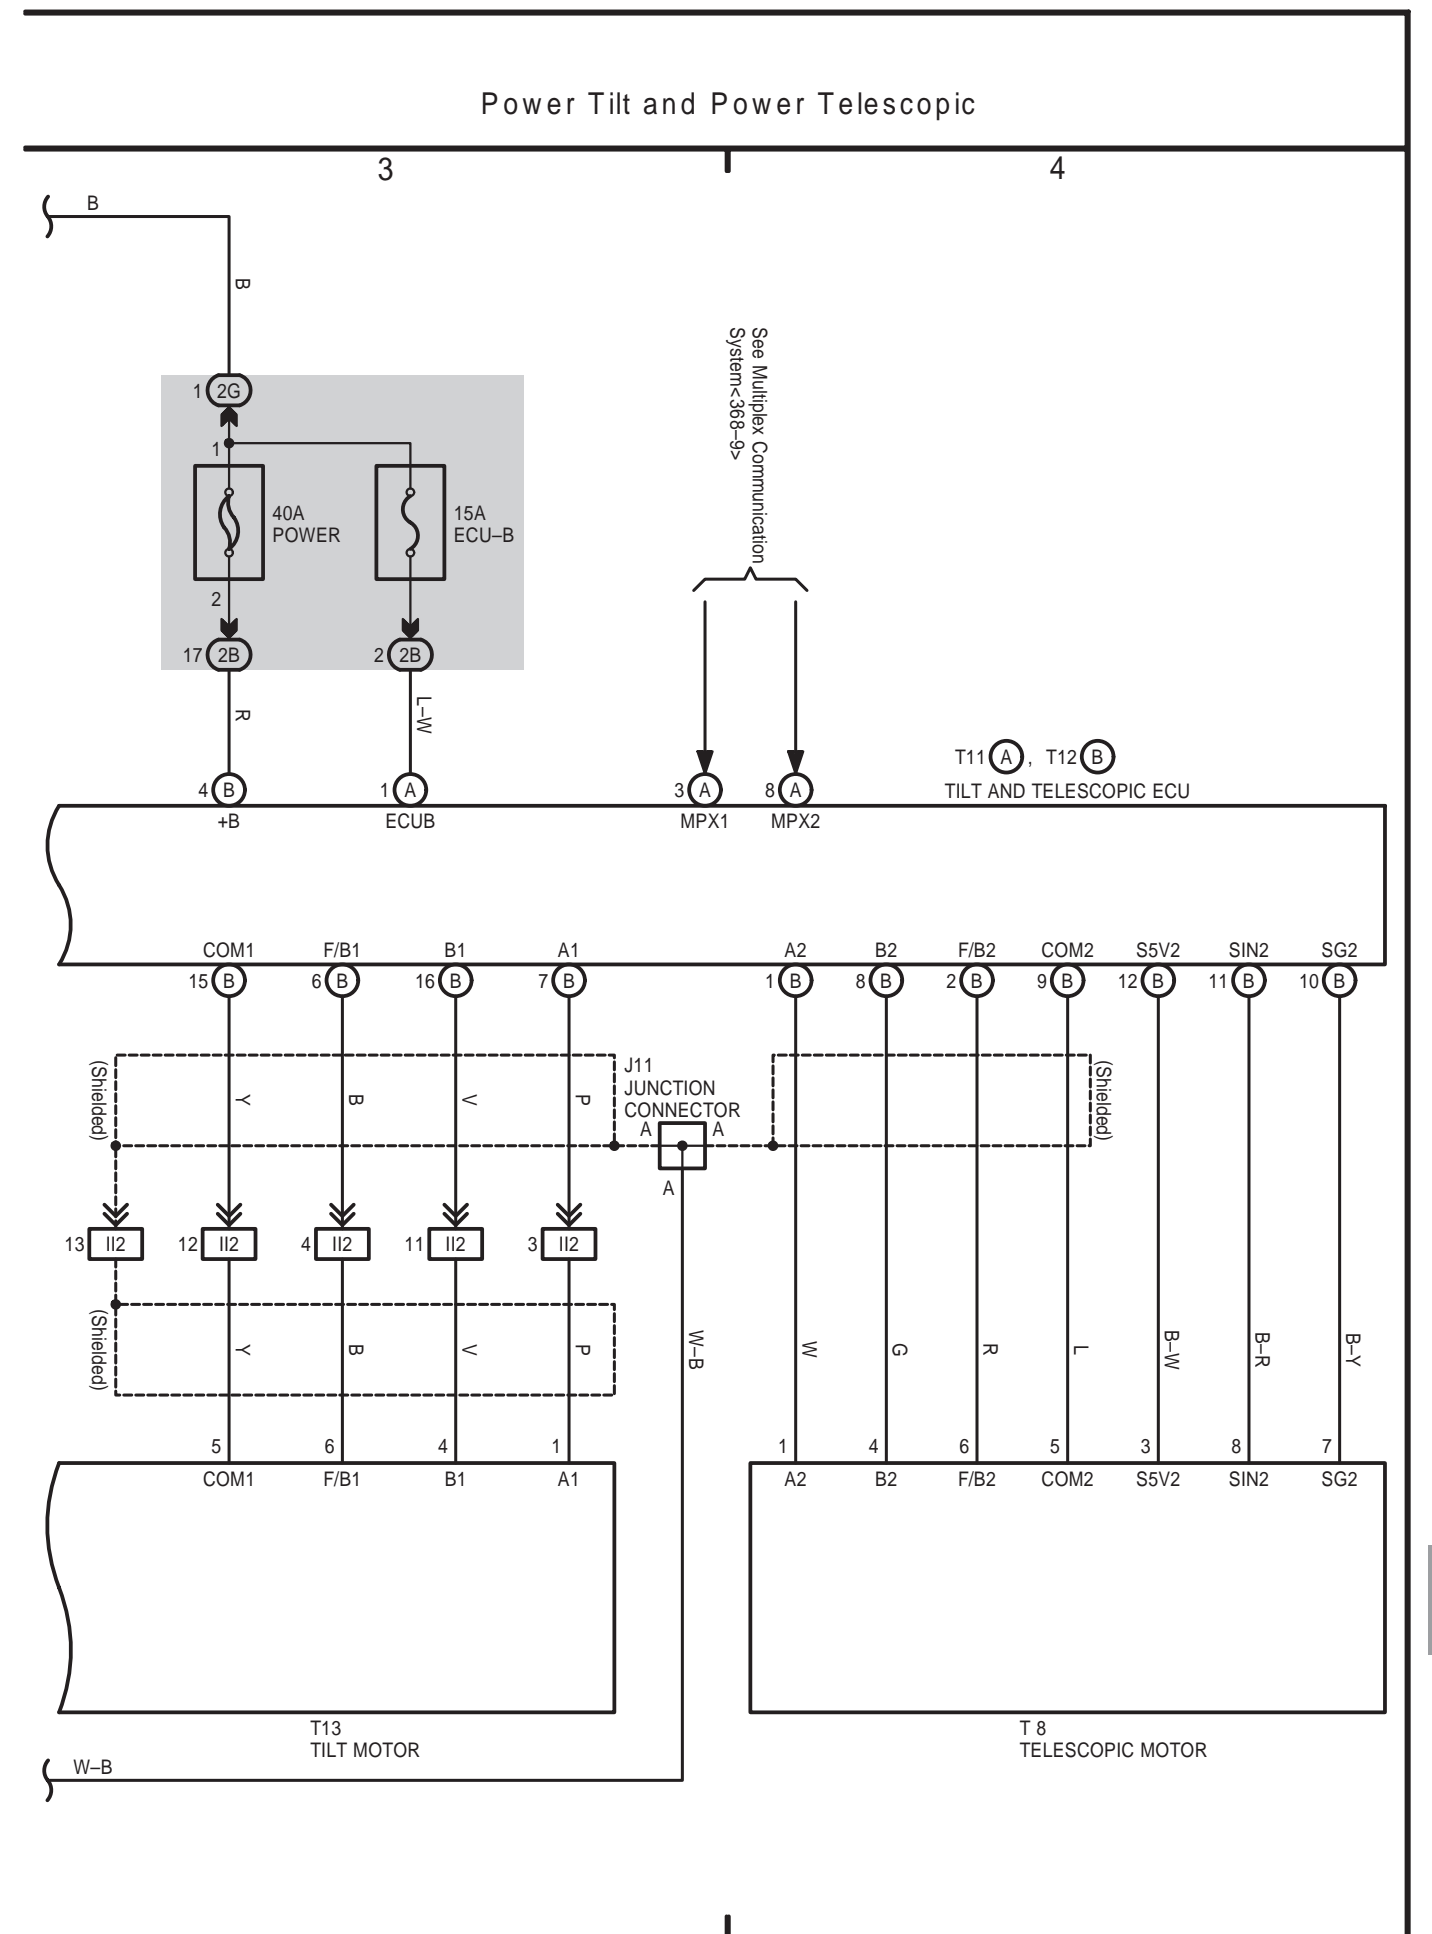 Power Tilt and Power Telescopic
3
4
B
B
1 2G
1
40A
POWER
15A
ECU–B
2
17 2B
2 2B
R
L–W
See Multiplex Communication
System<368–9>
T11 A , T12 B
TILT AND TELESCOPIC ECU
4 B
1 A
3 A
8 A
+B
ECUB
MPX1
MPX2
COM1
F/B1
B1
A1
A2
B2
F/B2
COM2
S5V2
SIN2
SG2
15 B
6 B
16 B
7 B
1 B
8 B
2 B
9 B
12 B
11 B
10 B
(Shielded)
Y
B
V
P
J11
JUNCTION
CONNECTOR
A
A
A
(Shielded)
13 II2
12 II2
4 II2
11 II2
3 II2
(Shielded)
Y
B
V
P
W–B
W
G
R
L
B–W
B–R
B–Y
5
6
4
1
1
4
6
5
3
8
7
COM1
F/B1
B1
A1
A2
B2
F/B2
COM2
S5V2
SIN2
SG2
T13
TILT MOTOR
T 8
TELESCOPIC MOTOR
W–B